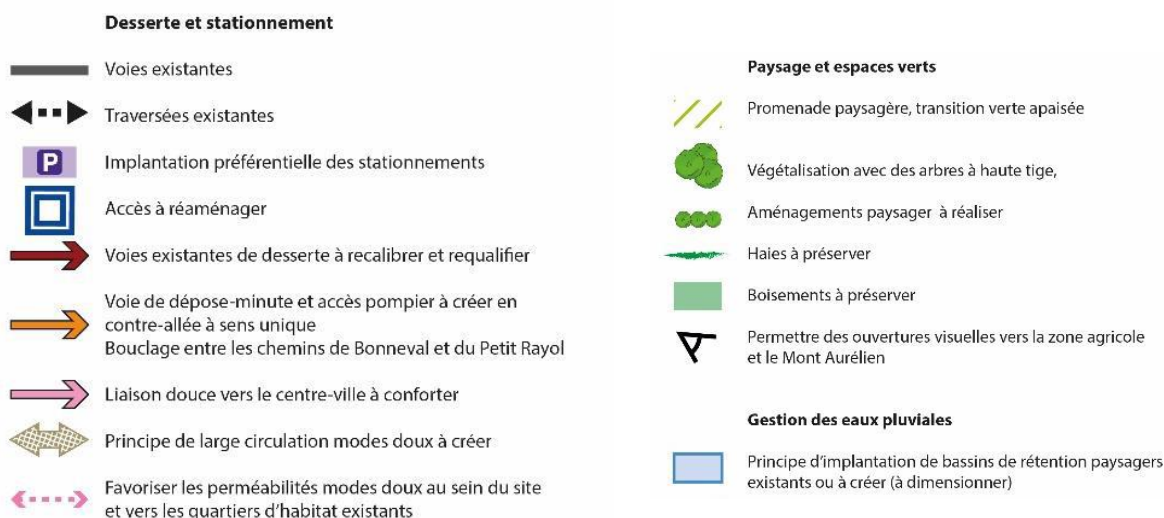 Desserte et stationnement
Voies existantes
Traversées existantes
P
Implantation préférentielle des stationnements
Accès à réaménager
Voies existantes de desserte à recalibrer et requalifier
Voie de dépose-minute et accès pompier à créer en
contre-allée à sens unique
Bouclage entre les chemins de Bonneval et du Petit Rayol
Liaison douce vers le centre-ville à conforter
Principe de large circulation modes doux à créer
Favoriser les perméabilités modes doux au sein du site
et vers les quartiers d'habitat existants
Paysage et espaces verts
Promenade paysagère, transition verte apaisée
Végétalisation avec des arbres à haute tige,
Aménagements paysager à réaliser
Haies à préserver
Boisements à préserver
Permettre des ouvertures visuelles vers la zone agricole
et le Mont Aurélien
Gestion des eaux pluviales
Principe d'implantation de bassins de rétention paysagers
existants ou à créer (à dimensionner)